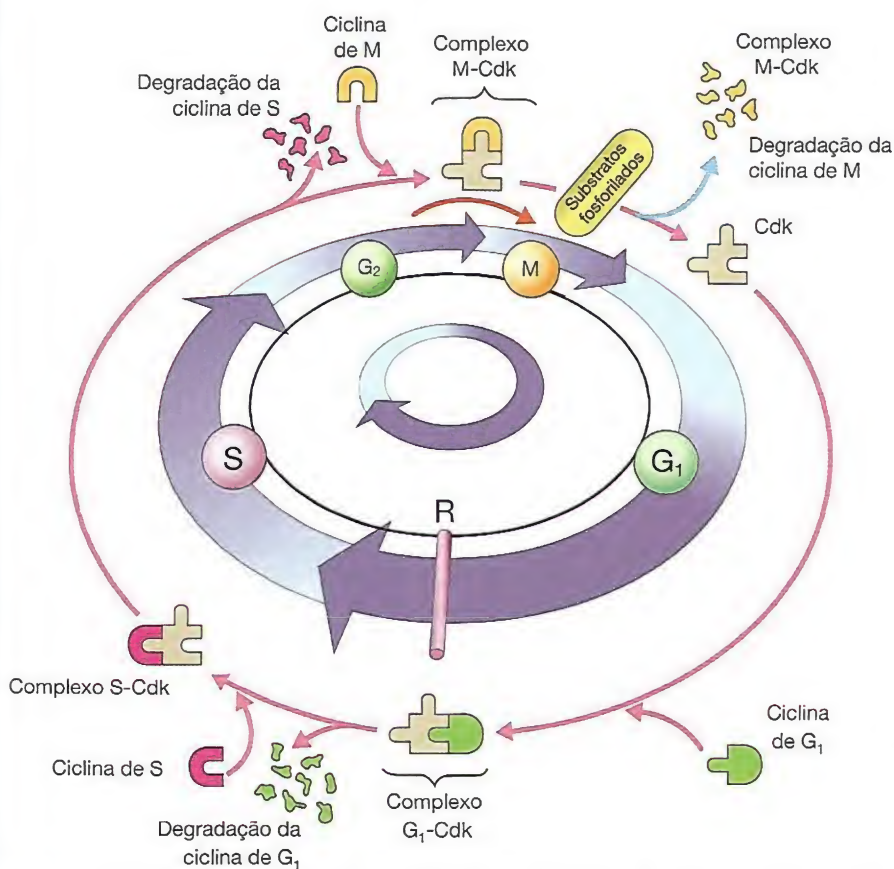 Ciclina
de M
Complexo
M-Cdk
Complexo
M-Cdk
Degradação da
ciclina de S
Degradação da
ciclina de M
Substratos
fosforilados
Cdk
G₂
M
S
G₁
R
Complexo S-Cdk
Ciclina de S
Degradação da
ciclina de G₁
Complexo
G₁-Cdk
Ciclina
de G₁